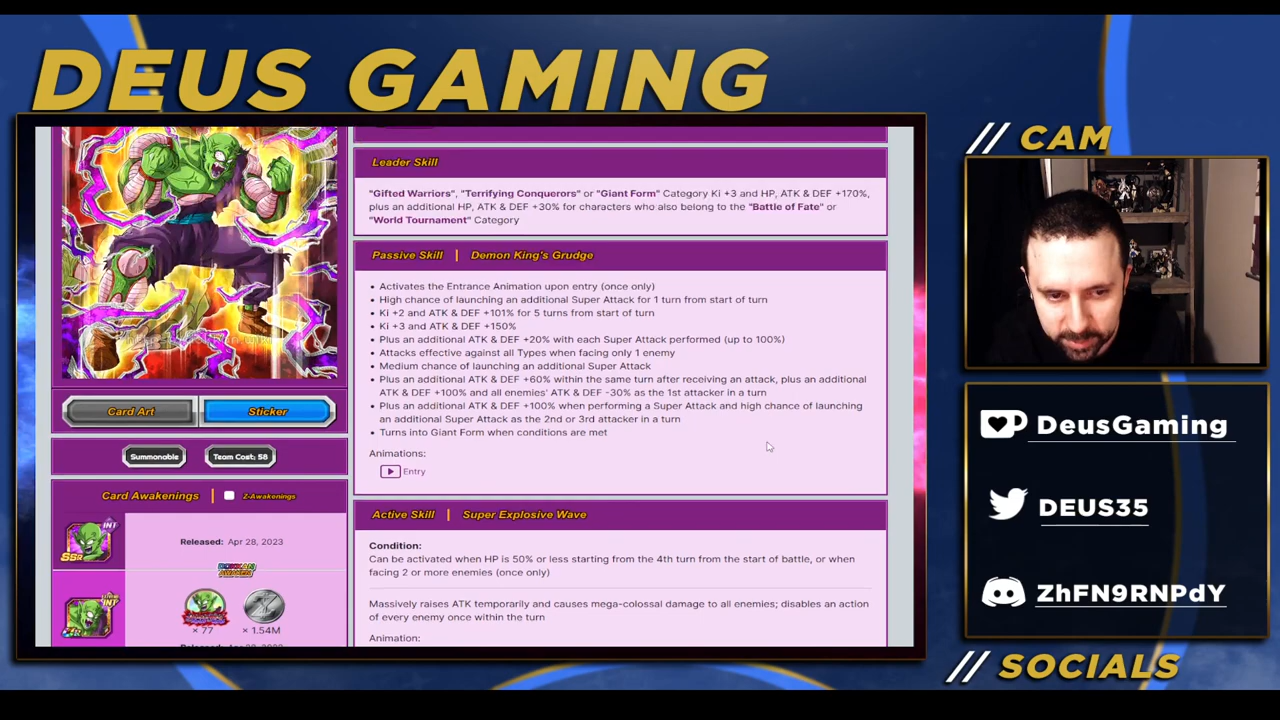 DEUS GAMING
// CAM
Leader Skill
"Gifted Warriors", "Terrifying Conquerors" or "Giant Form" Category Ki +3 and HP, ATK & DEF +170%,
plus an additional HP, ATK & DEF +30% for characters who also belong to the "Battle of Fate" or
"World Tournament" Category
Passive Skill | Demon King's Grudge
• Activates the Entrance Animation upon entry (once only)
• High chance of launching an additional Super Attack for 1 turn from start of turn
• Ki +2 and ATK & DEF +101% for 5 turns from start of turn
• Ki +3 and ATK & DEF +150%
• Plus an additional ATK & DEF +20% with each Super Attack performed (up to 100%)
• Attacks effective against all Types when facing only 1 enemy
• Medium chance of launching an additional Super Attack
• Plus an additional ATK & DEF +60% within the same turn after receiving an attack, plus an additional
ATK & DEF +100% and all enemies' ATK & DEF -30% as the 1st attacker in a turn
• Plus an additional ATK & DEF +100% when performing a Super Attack and high chance of launching
an additional Super Attack as the 2nd or 3rd attacker in a turn
• Turns into Giant Form when conditions are met
Animations:
Entry
Active Skill | Super Explosive Wave
Condition:
Can be activated when HP is 50% or less starting from the 4th turn from the start of battle, or when
facing 2 or more enemies (once only)
Massively raises ATK temporarily and causes mega-colossal damage to all enemies; disables an action
of every enemy once within the turn
Animation:
Card Art
Sticker
Summonable
Team Cost: 58
Card Awakenings | Z-Awakenings
INT
SSR
Released: Apr 28, 2023
DOKKAN
AWAKEN
INT
UR
× 77
× 1.54M
DeusGaming
DEUS35
ZhFN9RNPdY
// SOCIALS